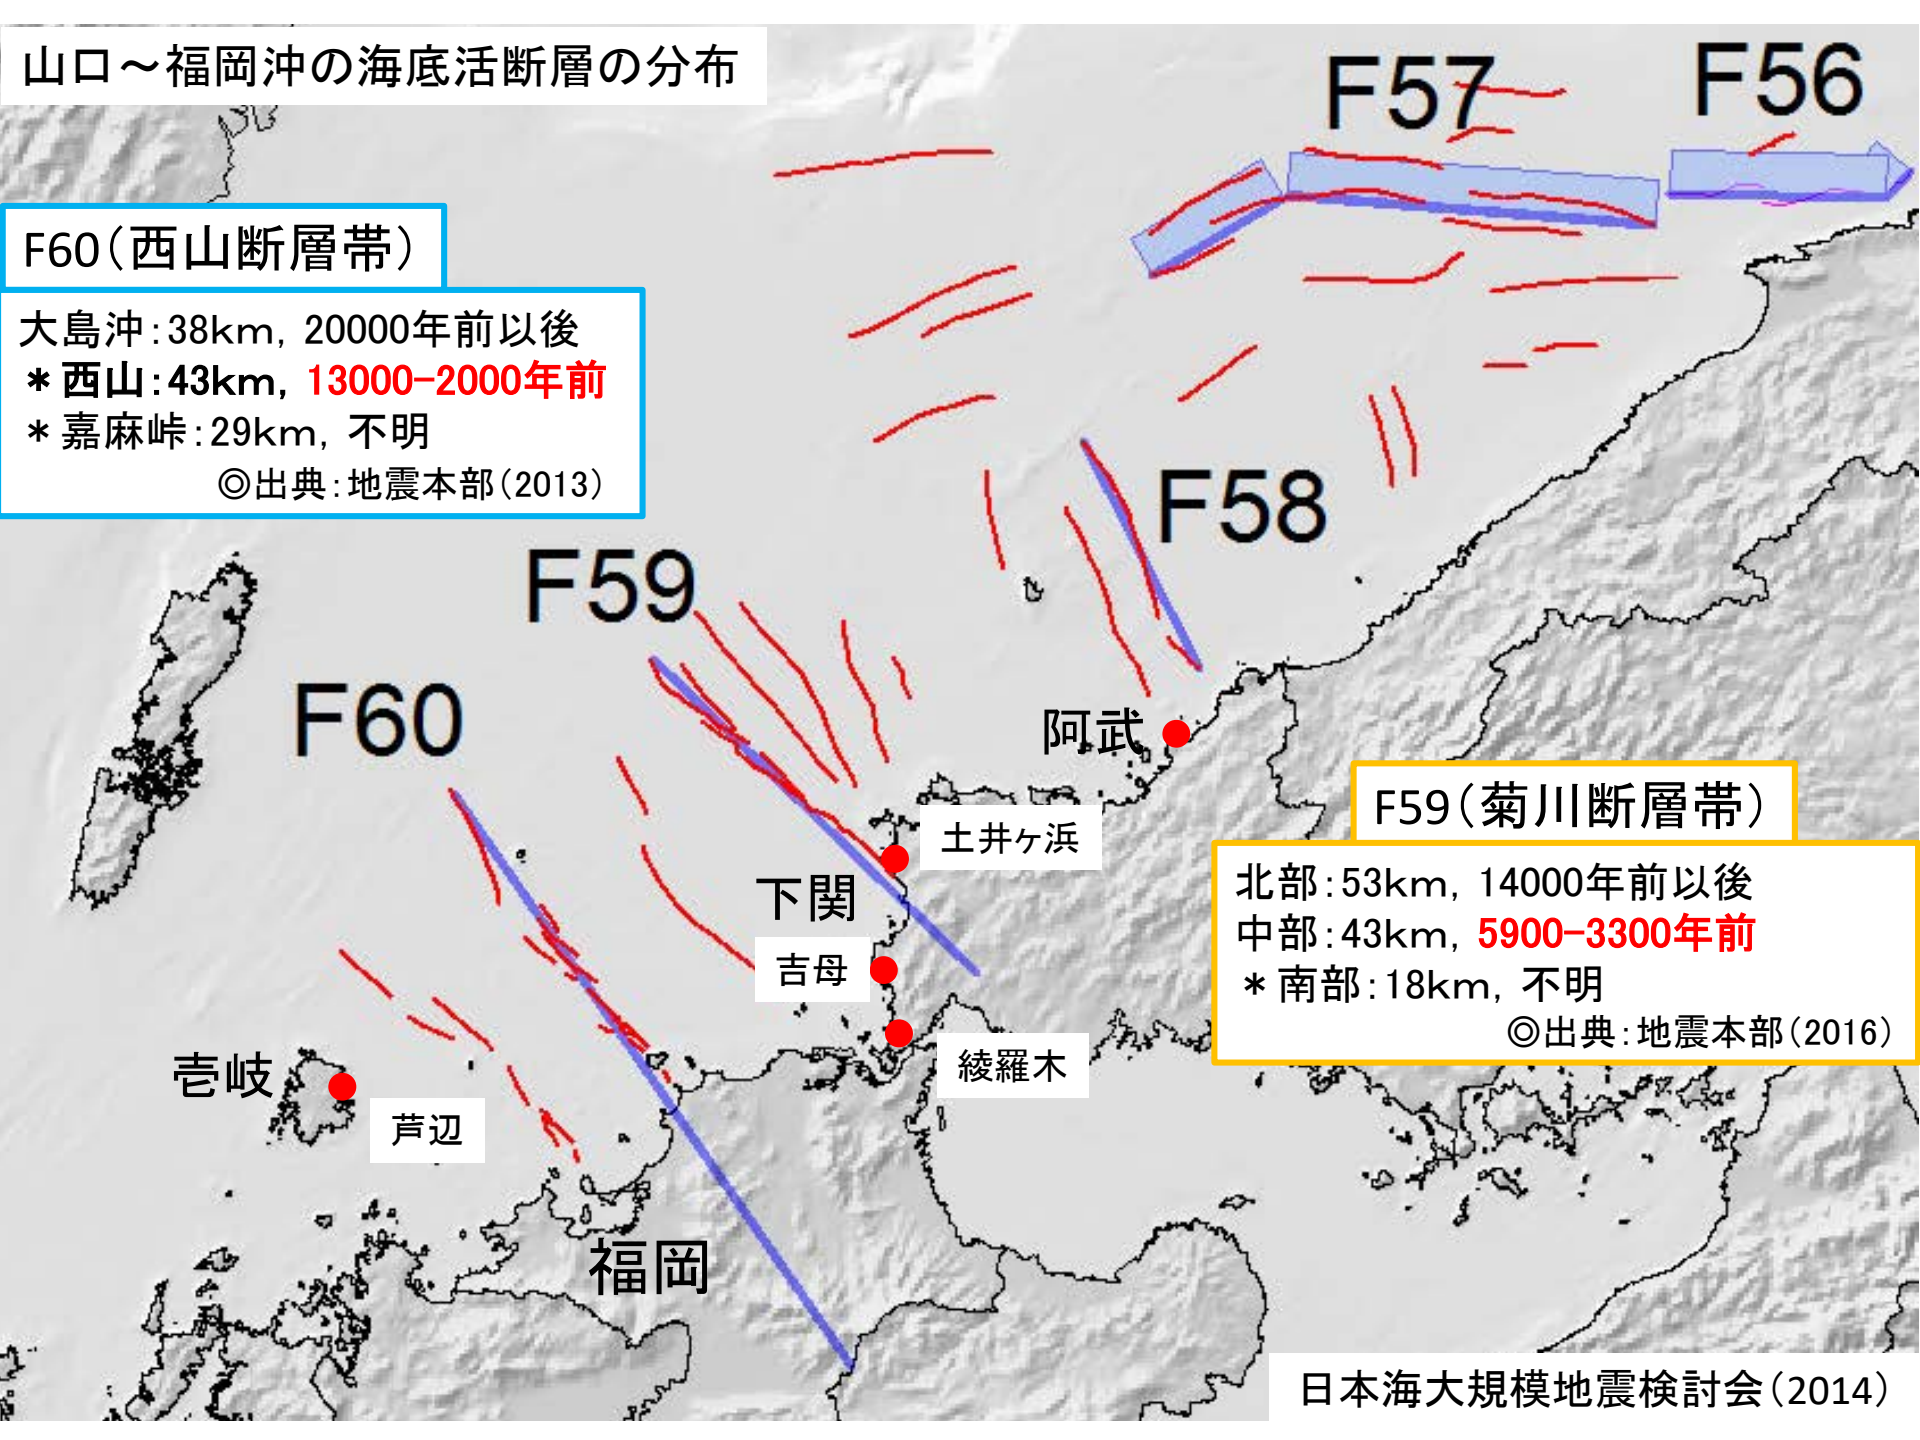 山口～福岡沖の海底活断層の分布
F57
F56
F60（西山断層帯）
大島沖：38km，20000年前以後
＊西山：43km，13000-2000年前
＊嘉麻峠：29km，不明
◎出典：地震本部（2013）
F58
F59
F60
阿武
F59（菊川断層帯）
土井ヶ浜
北部：53km，14000年前以後
下関
中部：43km，5900-3300年前
吉母
＊南部：18km，不明
◎出典：地震本部（2016）
綾羅木
壱岐
芦辺
福岡
日本海大規模地震検討会（2014）